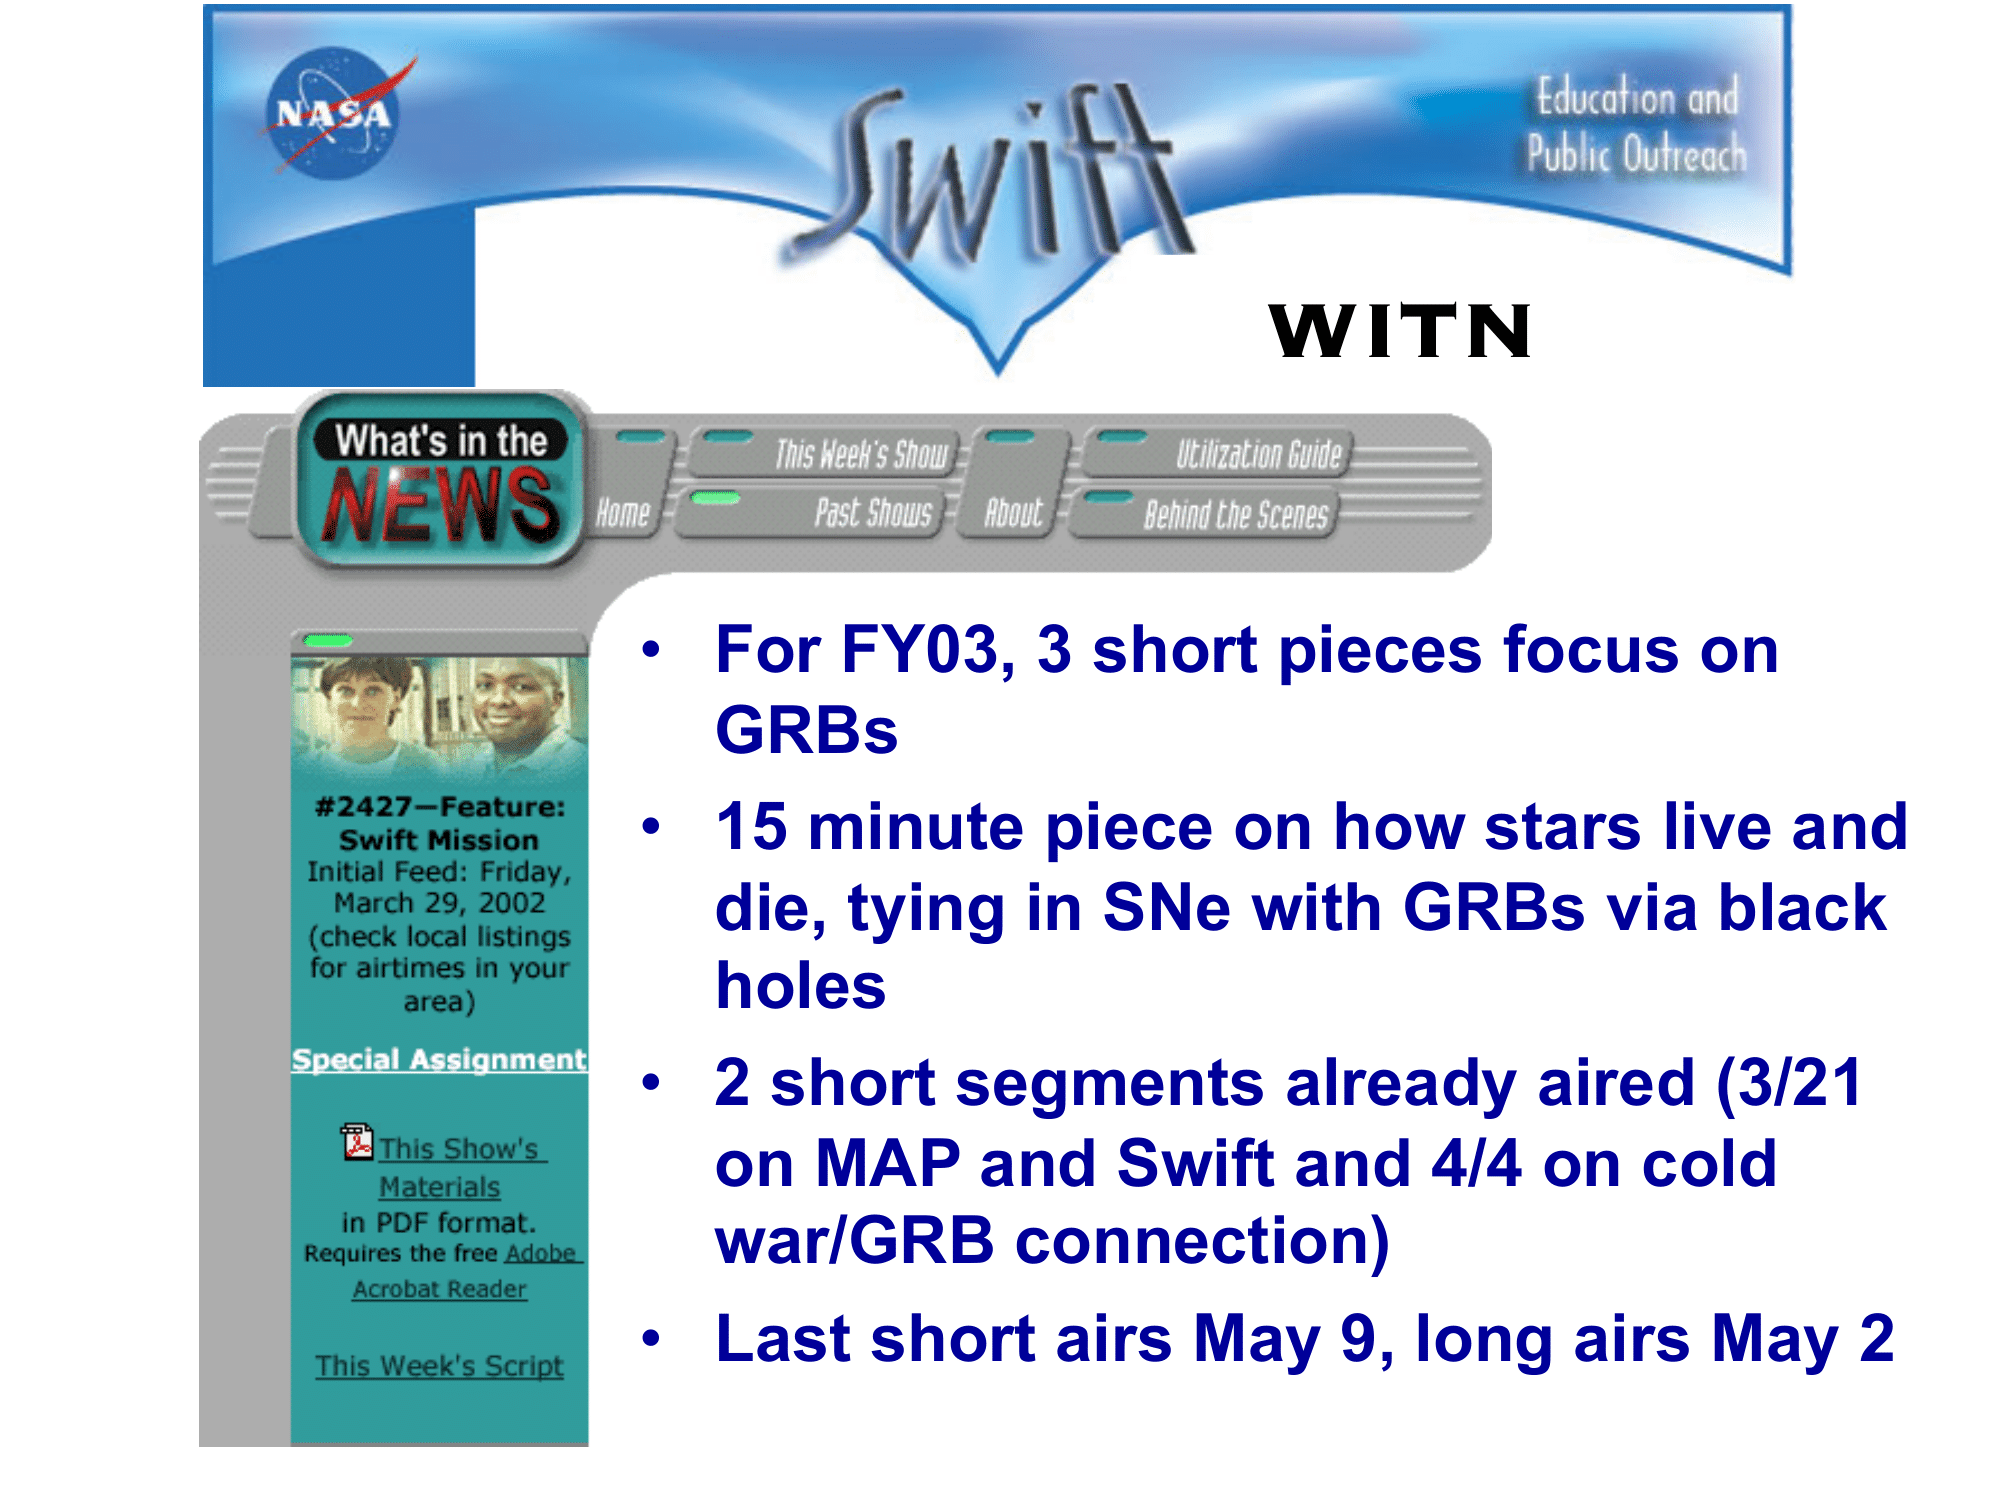 NASA
Swift
Education and
Public Outreach
WITN
What's in the
NEWS
Home
This Week's Show
Past Shows
About
Utilization Guide
Behind the Scenes
#2427—Feature:
Swift Mission
Initial Feed: Friday,
March 29, 2002
(check local listings
for airtimes in your
area)
Special Assignment
This Show's
Materials
in PDF format.
Requires the free Adobe
Acrobat Reader
This Week's Script
• For FY03, 3 short pieces focus on
GRBs
• 15 minute piece on how stars live and
die, tying in SNe with GRBs via black
holes
• 2 short segments already aired (3/21
on MAP and Swift and 4/4 on cold
war/GRB connection)
• Last short airs May 9, long airs May 2